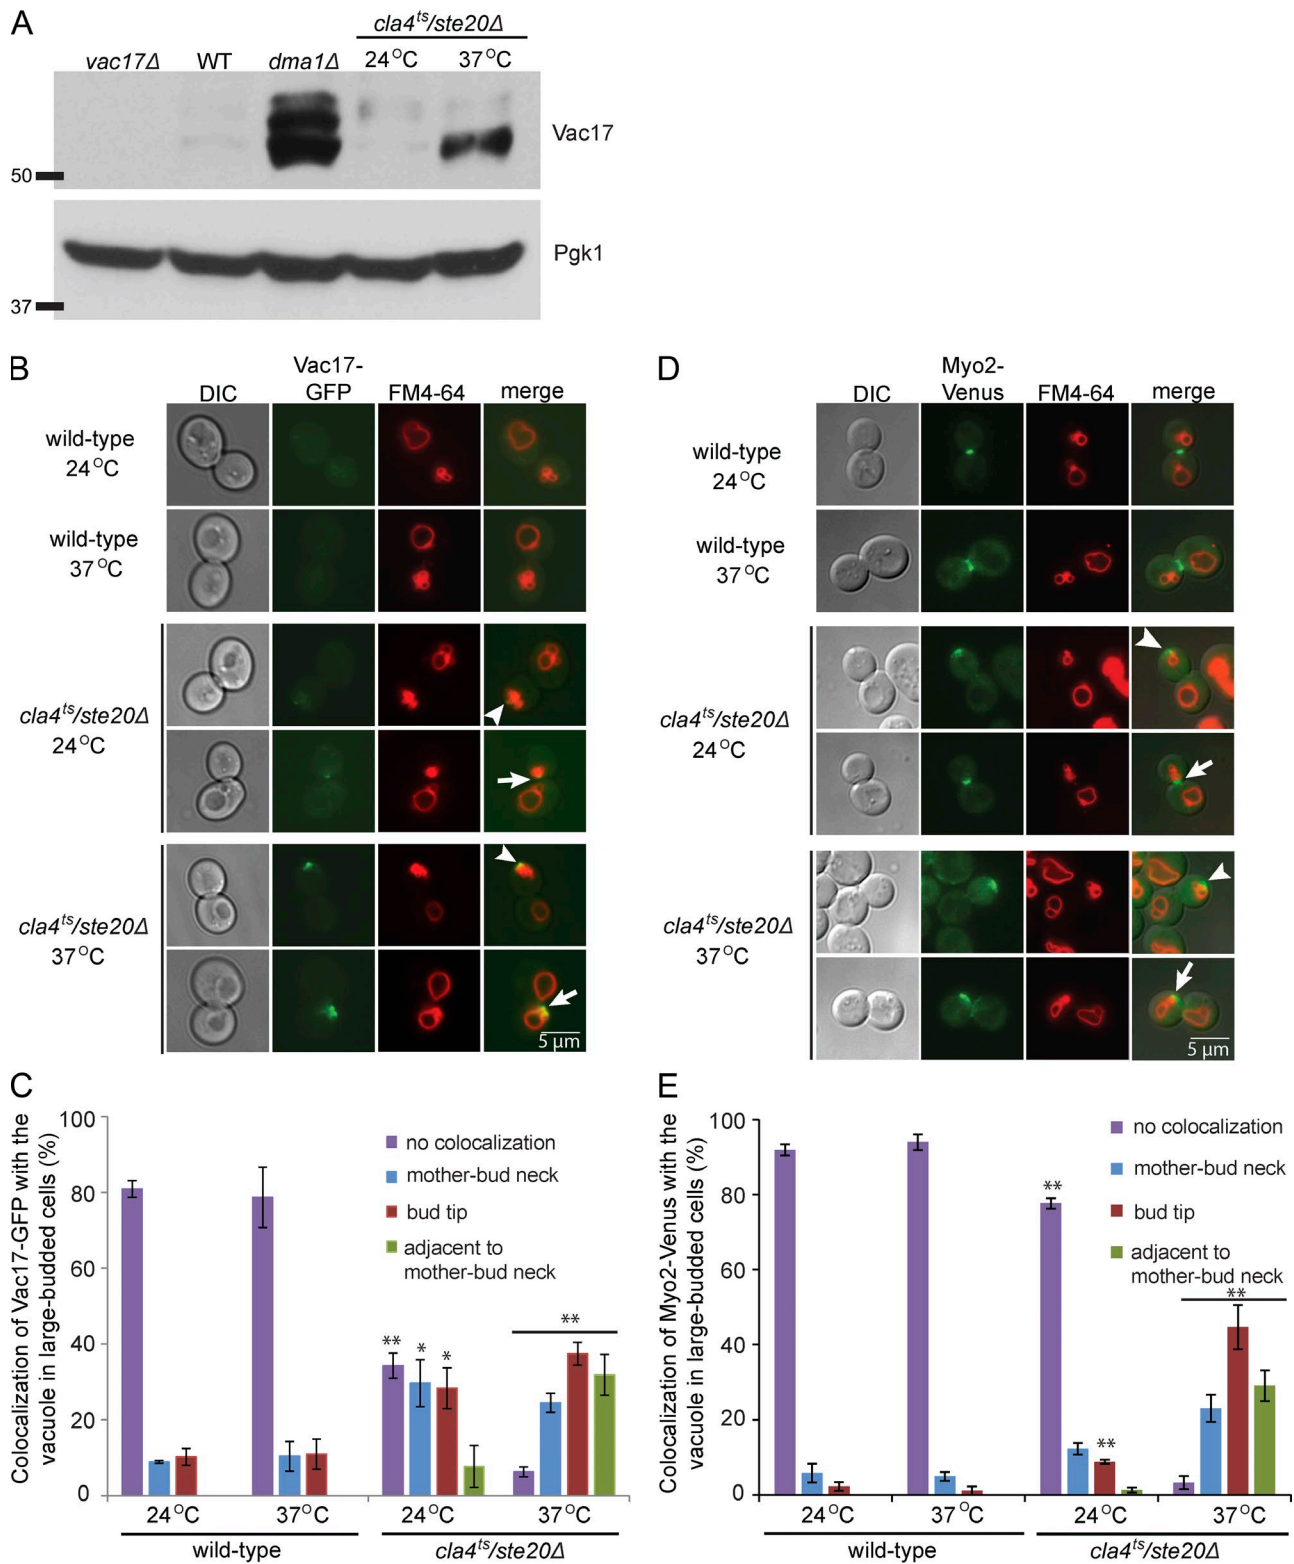 A
cla4ts/ste20Δ
vac17Δ WT dma1Δ 24°C 37°C
Vac17
50
Pgk1
37
B
Vac17-
DIC GFP FM4-64 merge
wild-type
24°C
wild-type
37°C
cla4ts/ste20Δ
24°C
cla4ts/ste20Δ
37°C
5 µm
D
Myo2-
DIC Venus FM4-64 merge
wild-type
24°C
wild-type
37°C
cla4ts/ste20Δ
24°C
cla4ts/ste20Δ
37°C
5 µm
C
Colocalization of Vac17-GFP with the
vacuole in large-budded cells (%)
100
80
60
40
20
0
no colocalization
mother-bud neck
bud tip
adjacent to
mother-bud neck
** * * **
24°C 37°C 24°C 37°C
wild-type cla4ts/ste20Δ
E
Colocalization of Myo2-Venus with the
vacuole in large-budded cells (%)
100
80
60
40
20
0
no colocalization
mother-bud neck
bud tip
adjacent to
mother-bud neck
** ** **
24°C 37°C 24°C 37°C
wild-type cla4ts/ste20Δ